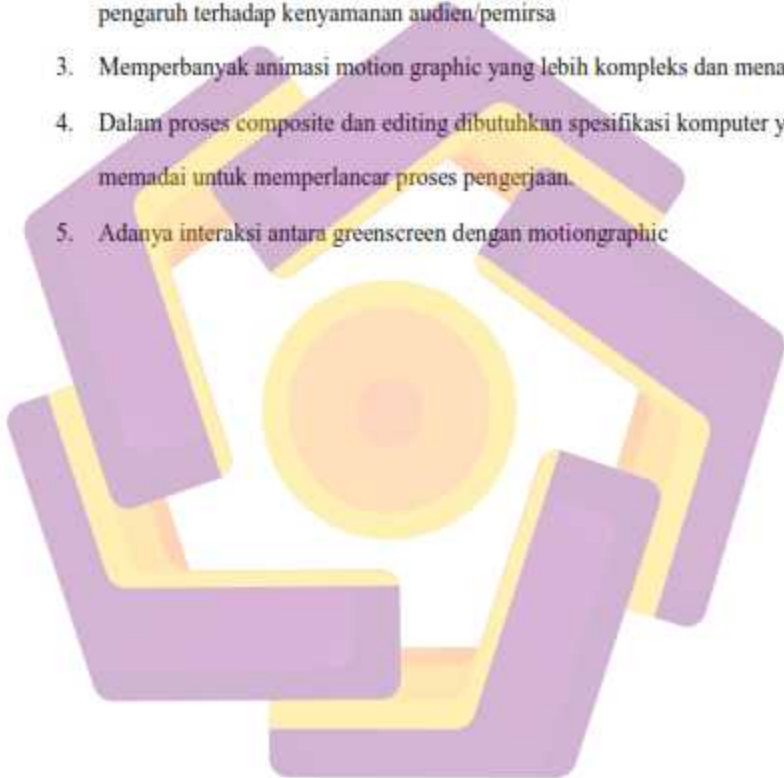 pengaruh terhadap kenyamanan audien/pemirsa
3. Memperbanyak animasi motion graphic yang lebih kompleks dan mena
4. Dalam proses composite dan editing dibutuhkan spesifikasi komputer y
memadai untuk memperlancar proses pengerjaan.
5. Adanya interaksi antara greenscreen dengan motiongraphic